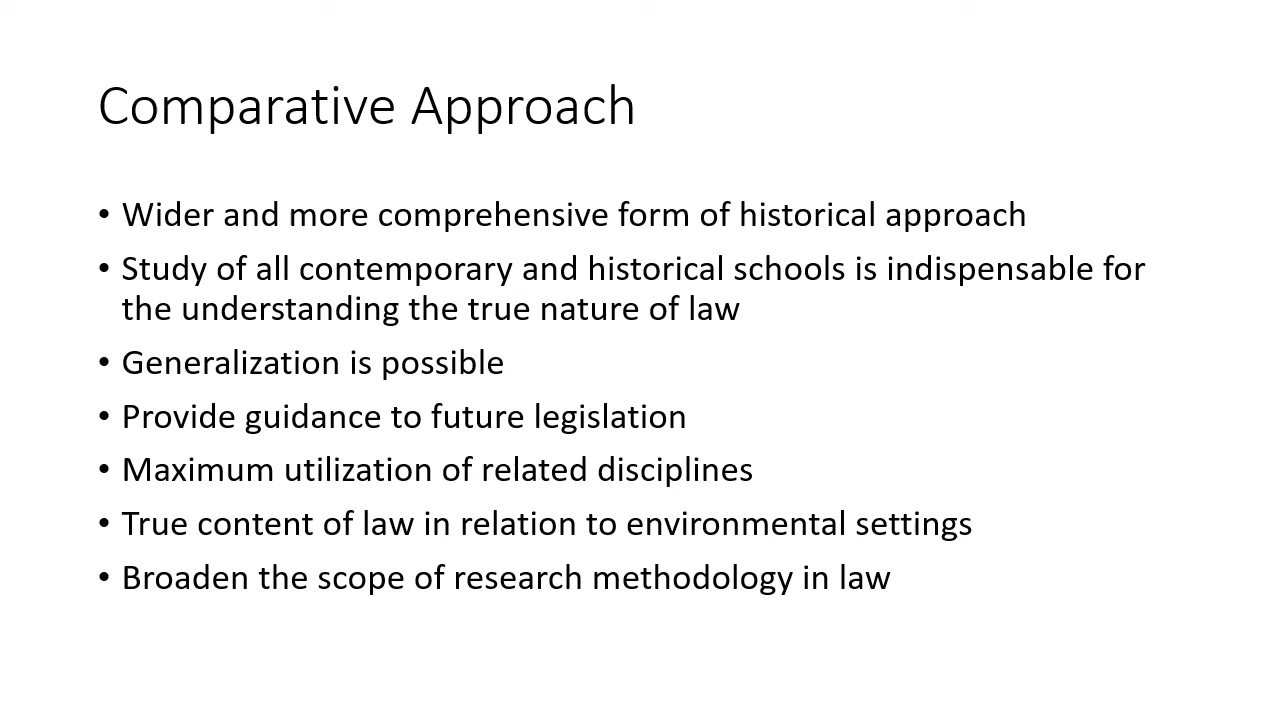 Comparative Approach
• Wider and more comprehensive form of historical approach
• Study of all contemporary and historical schools is indispensable for
the understanding the true nature of law
• Generalization is possible
• Provide guidance to future legislation
• Maximum utilization of related disciplines
• True content of law in relation to environmental settings
• Broaden the scope of research methodology in law